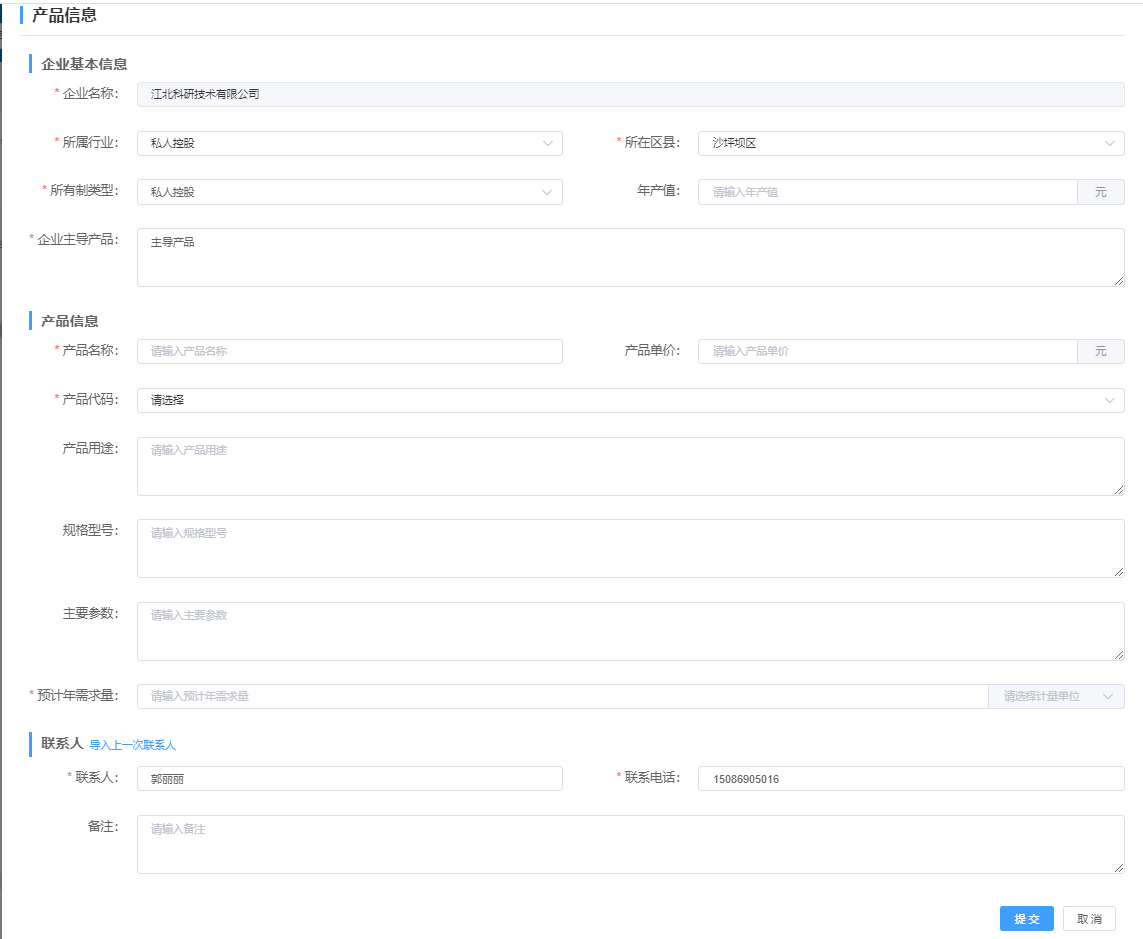 产品信息
企业基本信息
* 企业名称: 江北科研技术有限公司
* 所属行业: 私人控股 * 所在区县: 沙坪坝区
* 所有制类型: 私人控股 年产值: 请输入年产值 元
* 企业主导产品: 主导产品
产品信息
* 产品名称: 请输入产品名称 产品单价: 请输入产品单价 元
* 产品代码: 请选择
产品用途: 请输入产品用途
规格型号: 请输入规格型号
主要参数: 请输入主要参数
* 预计年需求量: 请输入预计年需求量 请选择计量单位
联系人 导入上一次联系人
* 联系人: 郭丽丽 * 联系电话: 15086905016
备注: 请输入备注
提交 取消